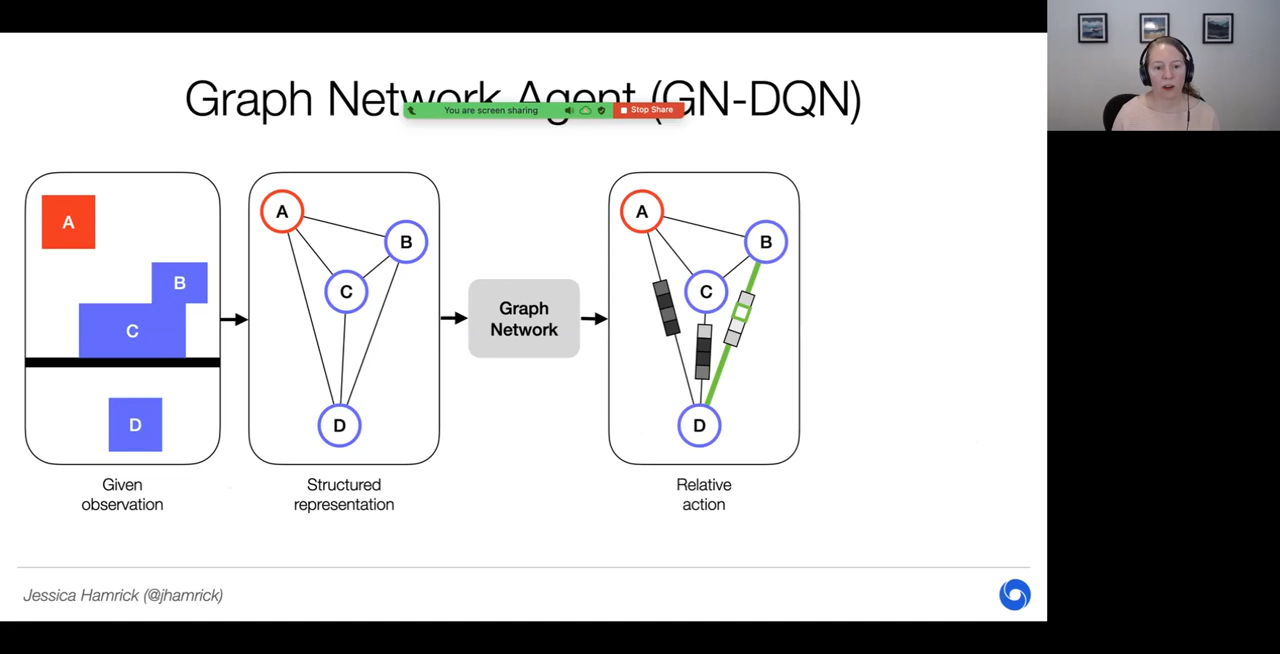 Graph Network Agent (GN-DQN)
You are screen sharing
Stop Share
A
B
C
D
Given
observation
A
B
C
D
Structured
representation
Graph
Network
A
B
C
D
Relative
action
Jessica Hamrick (@jhamrick)